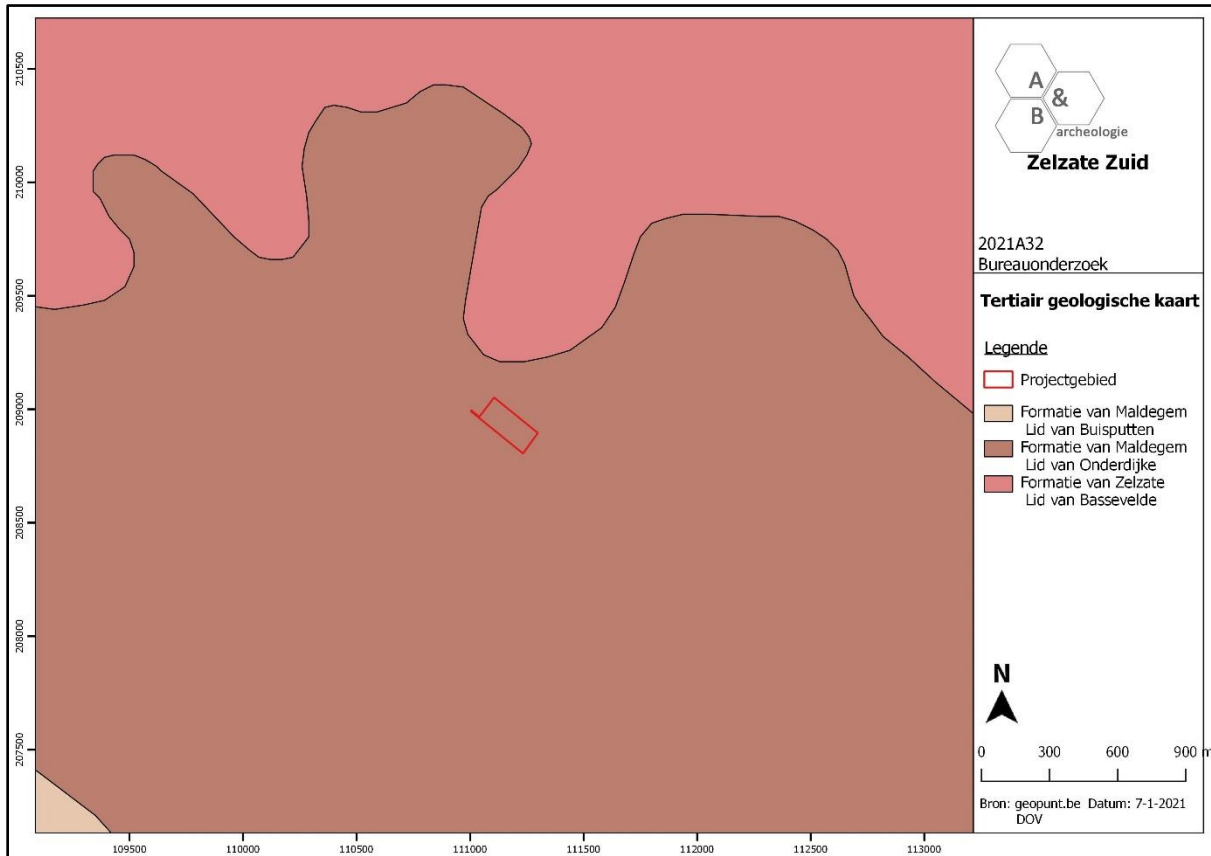 A
&
B
archeologie
Zelzate Zuid
2021A32
Bureauonderzoek
Tertiair geologische kaart
Legende
Projectgebied
Formatie van Maldegem
Lid van Buisputten
Formatie van Maldegem
Lid van Onderdijke
Formatie van Zelzate
Lid van Bassevelde
N
0 300 600 900 m
Bron: geopunt.be Datum: 7-1-2021
DOV
210500
210000
209500
209000
208500
208000
207500
109500 110000 110500 111000 111500 112000 112500 113000